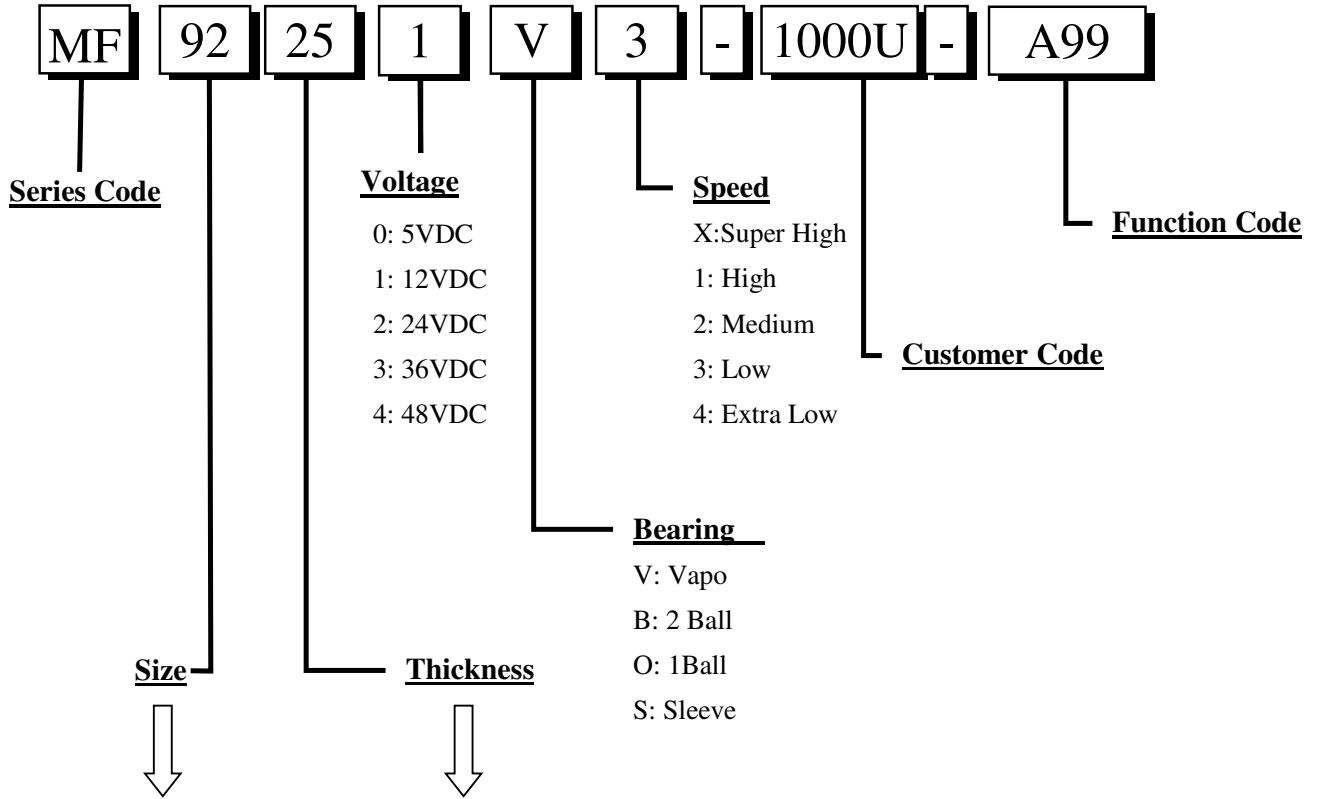 MF 92 25 1 V 3 - 1000U - A99
Series Code
Voltage
0: 5VDC
1: 12VDC
2: 24VDC
3: 36VDC
4: 48VDC
Speed
X:Super High
1: High
2: Medium
3: Low
4: Extra Low
Function Code
Customer Code
Bearing
V: Vapo
B: 2 Ball
O: 1Ball
S: Sleeve
Size
Thickness